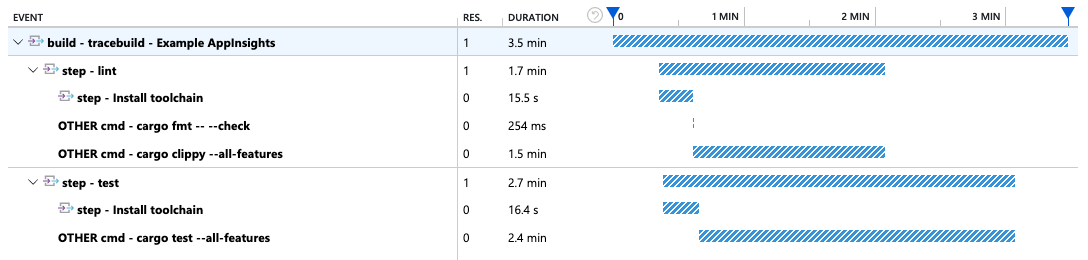 EVENT RES. DURATION 0 1 MIN 2 MIN 3 MIN
build - tracebuild - Example AppInsights 1 3.5 min
step - lint 1 1.7 min
step - Install toolchain 0 15.5 s
OTHER cmd - cargo fmt -- --check 0 254 ms
OTHER cmd - cargo clippy --all-features 0 1.5 min
step - test 1 2.7 min
step - Install toolchain 0 16.4 s
OTHER cmd - cargo test --all-features 0 2.4 min